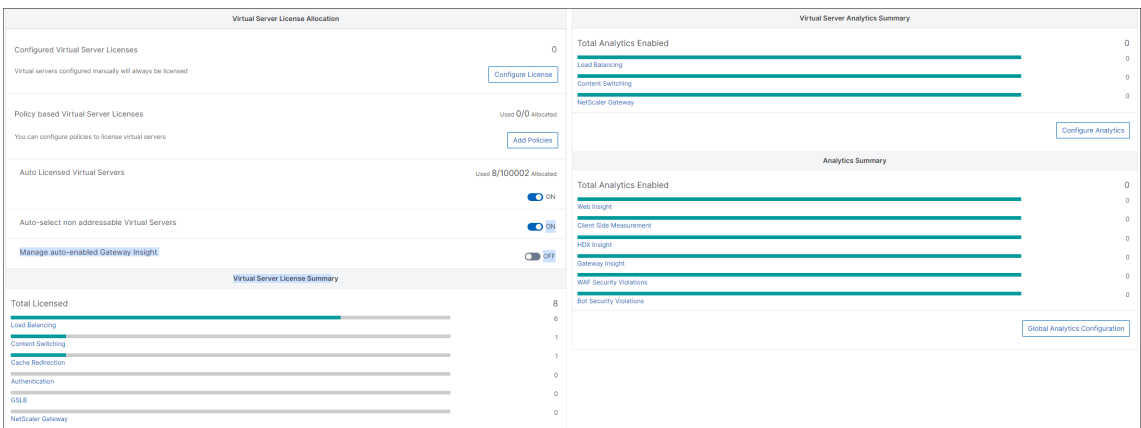 Virtual Server License Allocation
Configured Virtual Server Licenses
0
Virtual servers configured manually will always be licensed
Configure License
Policy based Virtual Server Licenses
Used 0/0 Allocated
You can configure policies to license virtual servers
Add Policies
Auto Licensed Virtual Servers
Used 8/100002 Allocated
ON
Auto-select non addressable Virtual Servers
ON
Manage auto-enabled Gateway Insight
OFF
Virtual Server License Summary
Total Licensed
8
6
Load Balancing
1
Content Switching
1
Cache Redirection
0
Authentication
0
GSLB
0
NetScaler Gateway
Virtual Server Analytics Summary
Total Analytics Enabled
0
0
Load Balancing
0
Content Switching
0
NetScaler Gateway
Configure Analytics
Analytics Summary
Total Analytics Enabled
0
0
Web Insight
0
Client Side Measurement
0
HDX Insight
0
Gateway Insight
0
WAF Security Violations
0
Bot Security Violations
Global Analytics Configuration